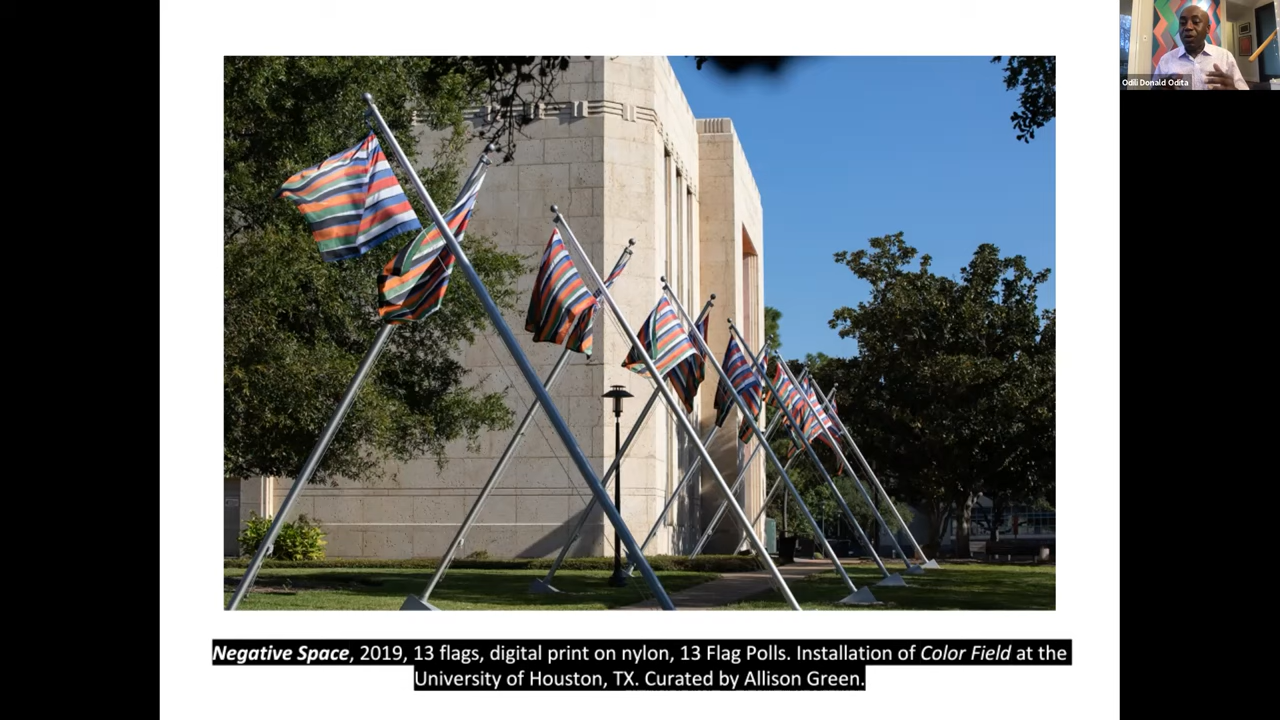 Odili Donald Odita
Negative Space, 2019, 13 flags, digital print on nylon, 13 Flag Polls. Installation of Color Field at the
University of Houston, TX. Curated by Allison Green.